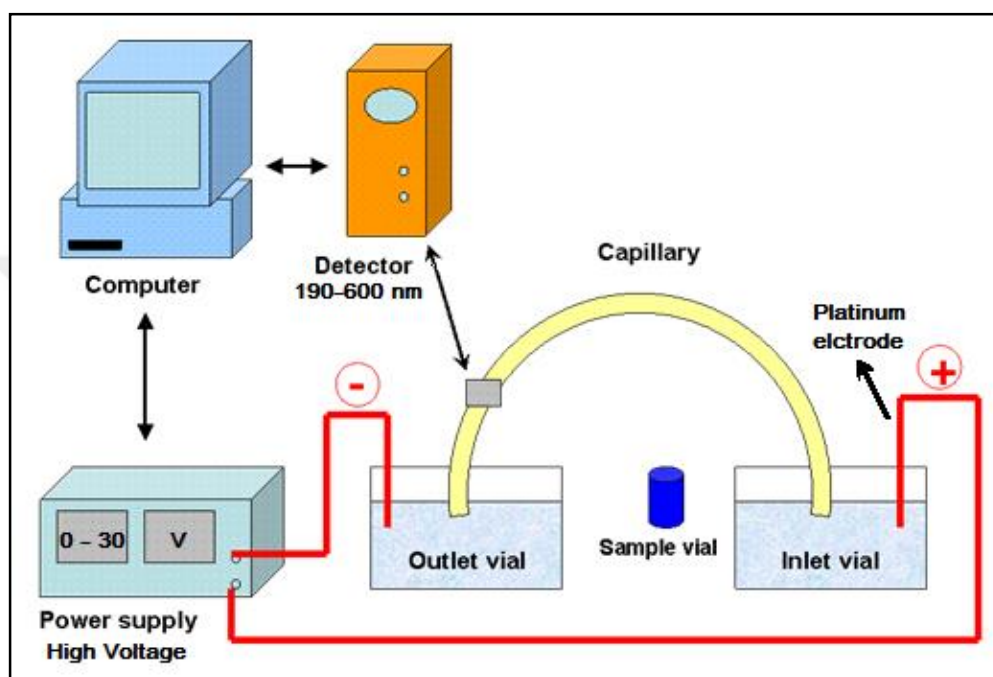 Computer
Detector
190-600 nm
Capillary
Platinum
elctrode
+
-
0 - 30
V
Outlet vial
Sample vial
Inlet vial
Power supply
High Voltage